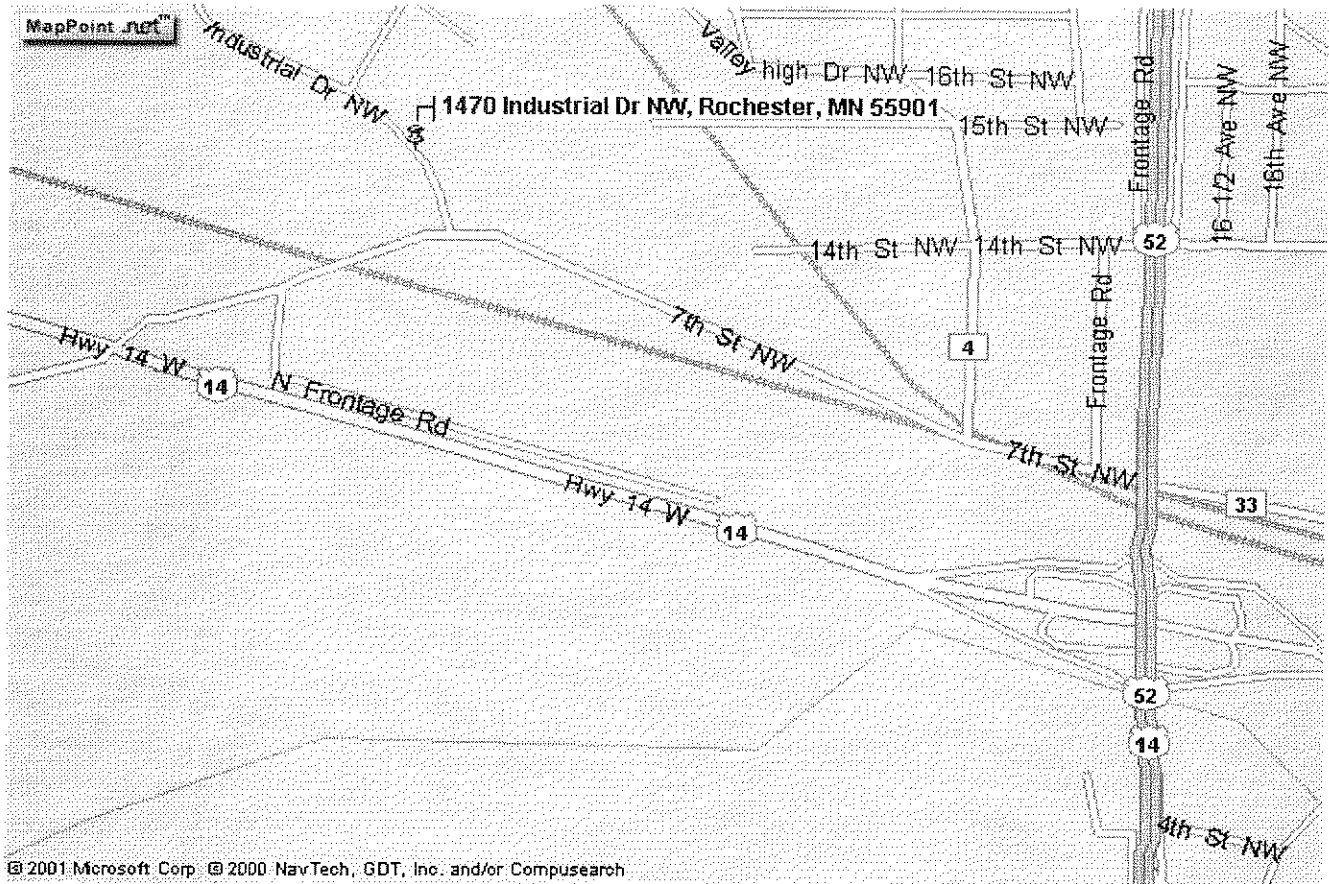 MapPoint .net™
Industrial Dr NW
1470 Industrial Dr NW, Rochester, MN 55901
Valley high Dr NW
16th St NW
15th St NW
Frontage Rd
16 1/2 Ave NW
16th Ave NW
52
14th St NW
14th St NW
Frontage Rd
7th St NW
4
Hwy 14 W
14
N Frontage Rd
7th St NW
33
Hwy 14 W
14
52
14
4th St NW
© 2001 Microsoft Corp © 2000 NavTech, GDT, Inc. and/or Compusearch